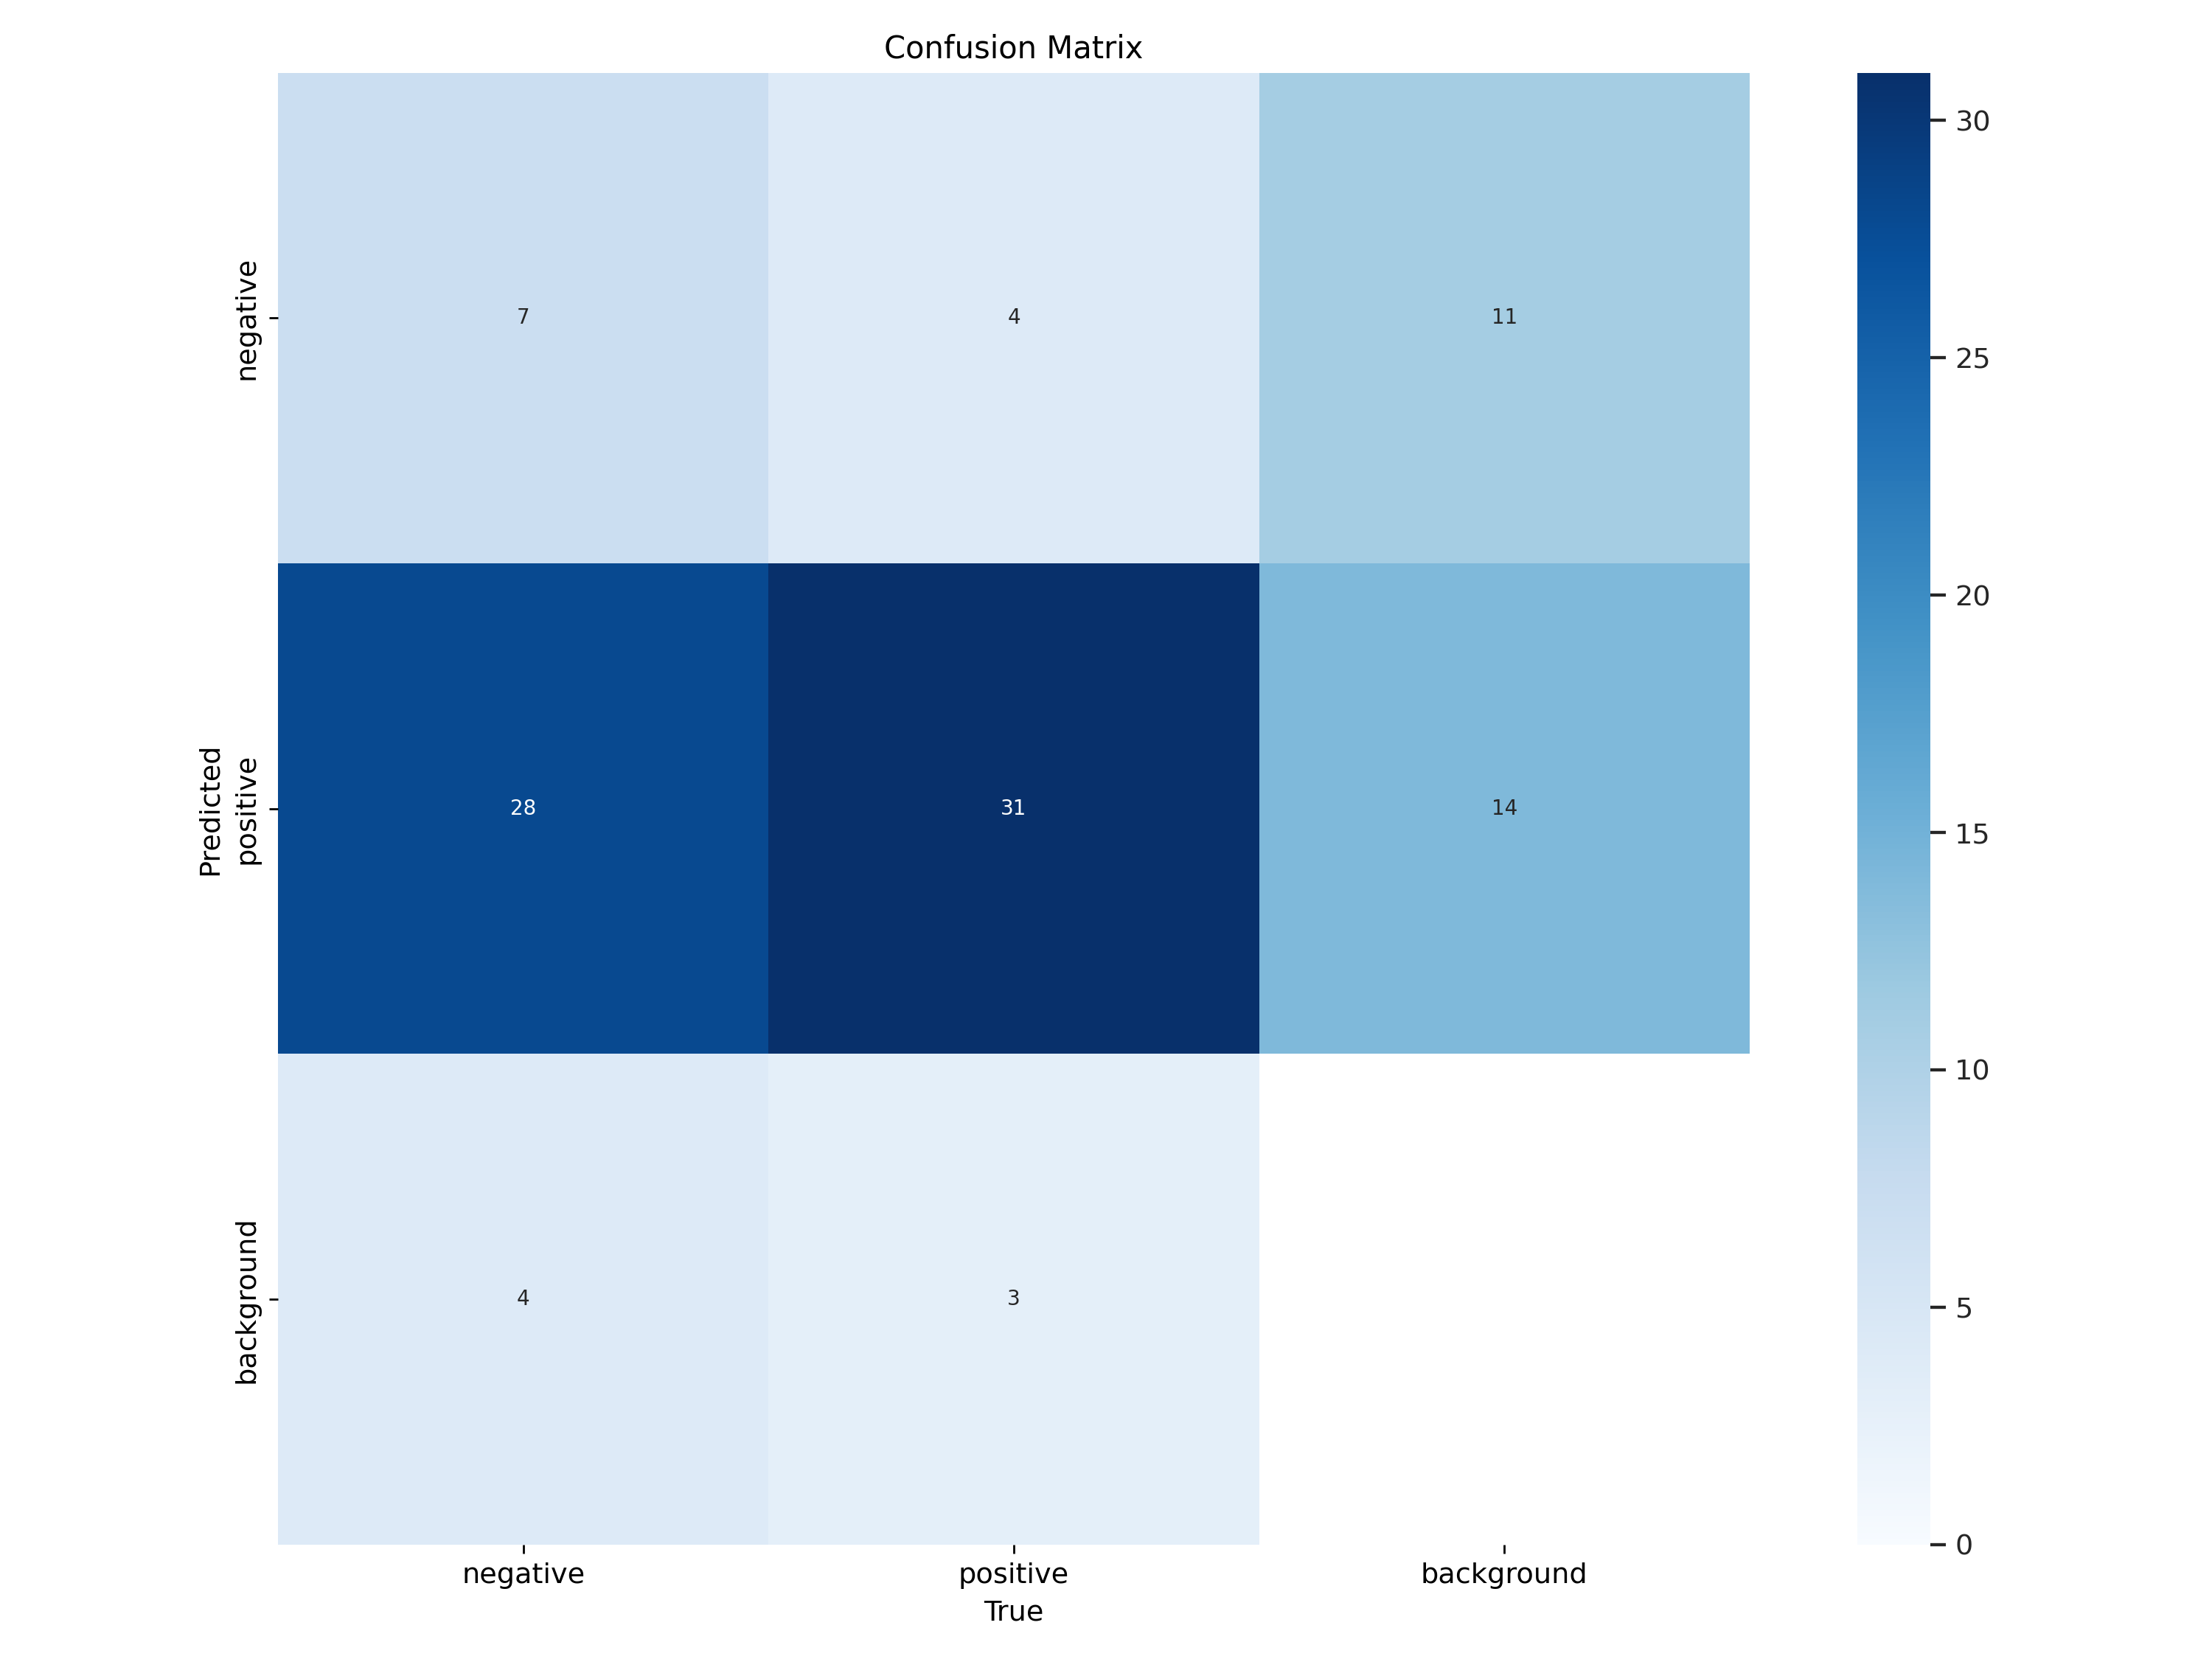 Confusion Matrix
negative
7
4
11
Predicted
positive
28
31
14
background
4
3
negative
positive
background
True
30
25
20
15
10
5
0